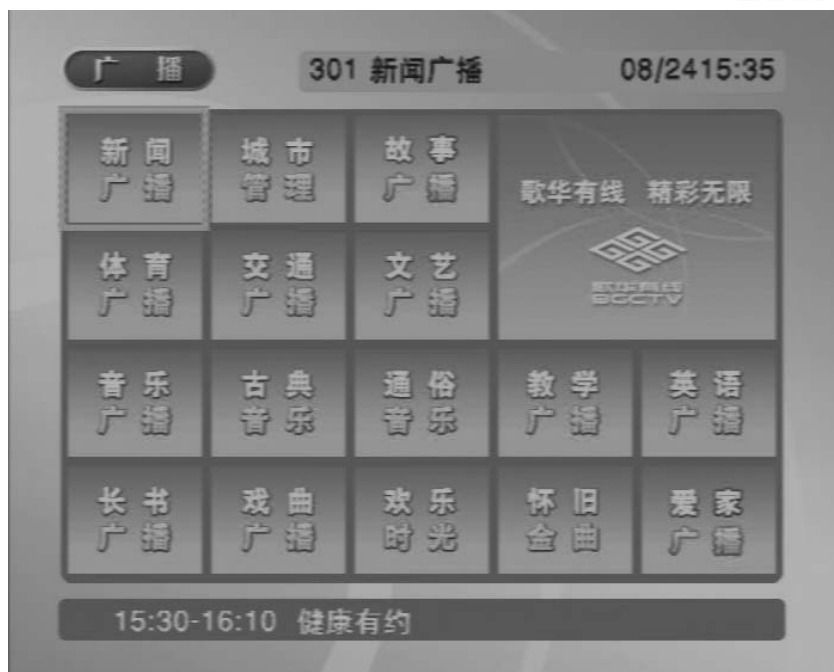 广 播
301 新闻广播
08/2415:35
新 闻
广 播
城 市
管 理
故 事
广 播
歌华有线 精彩无限
歌华有线
BGCTV
体 育
广 播
交 通
广 播
文 艺
广 播
音 乐
广 播
古 典
音 乐
通 俗
音 乐
教 学
广 播
英 语
广 播
长 书
广 播
戏 曲
广 播
欢 乐
时 光
怀 旧
金 曲
爱 家
广 播
15:30-16:10 健康有约